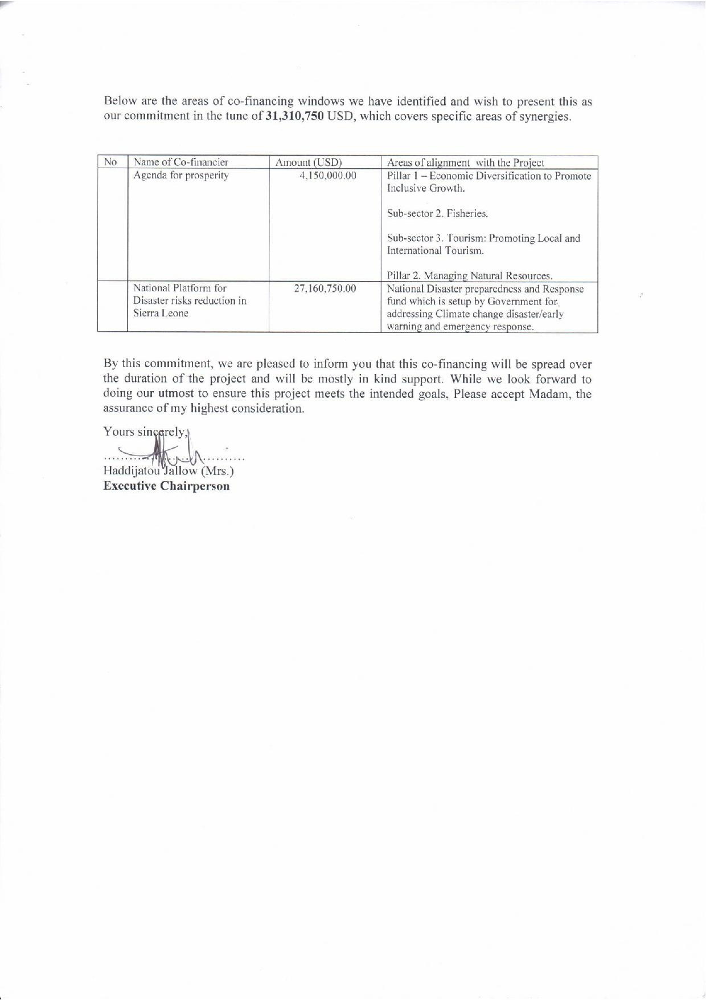 Below are the areas of co-financing windows we have identified and wish to present this as
our commitment in the tune of 31,310,750 USD, which covers specific areas of synergies.
No Name of Co-financier Amount (USD) Areas of alignment with the Project
Agenda for prosperity 4,150,000.00 Pillar 1 – Economic Diversification to Promote
Inclusive Growth.
Sub-sector 2. Fisheries.
Sub-sector 3. Tourism: Promoting Local and
International Tourism.
Pillar 2. Managing Natural Resources.
National Platform for 27,160,750.00 National Disaster preparedness and Response
Disaster risks reduction in fund which is setup by Government for
Sierra Leone addressing Climate change disaster/early
warning and emergency response.
By this commitment, we are pleased to inform you that this co-financing will be spread over
the duration of the project and will be mostly in kind support. While we look forward to
doing our utmost to ensure this project meets the intended goals, Please accept Madam, the
assurance of my highest consideration.
Yours sincerely,
Haddijatou Jallow (Mrs.)
Executive Chairperson